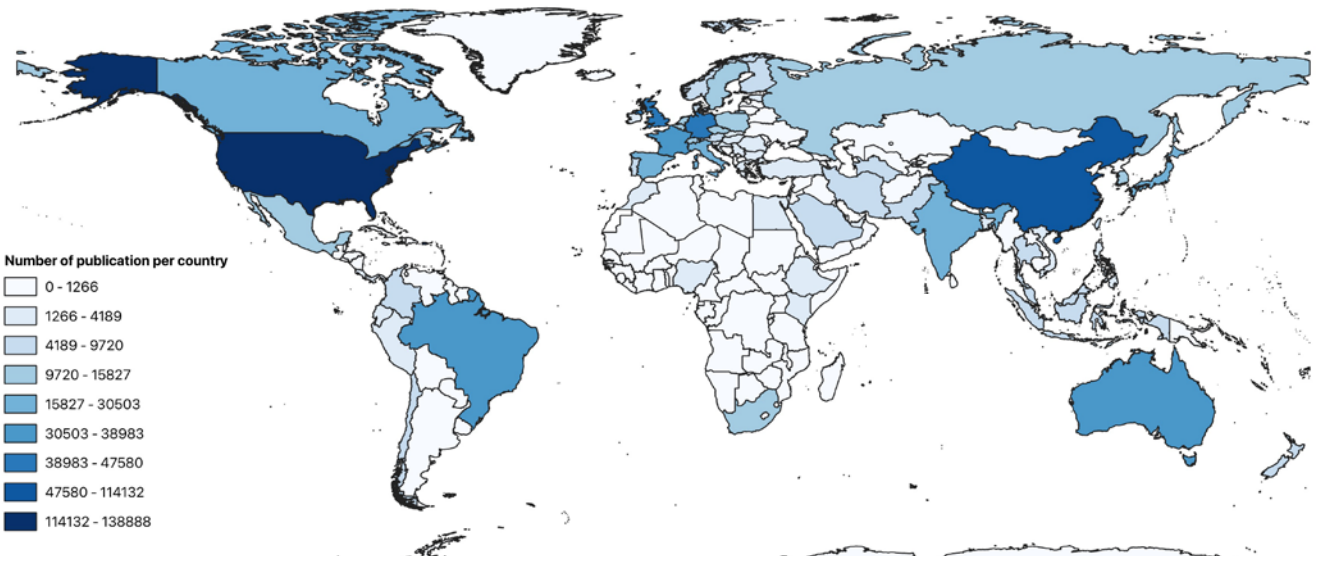 Number of publication per country
0 - 1266
1266 - 4189
4189 - 9720
9720 - 15827
15827 - 30503
30503 - 38983
38983 - 47580
47580 - 114132
114132 - 138888